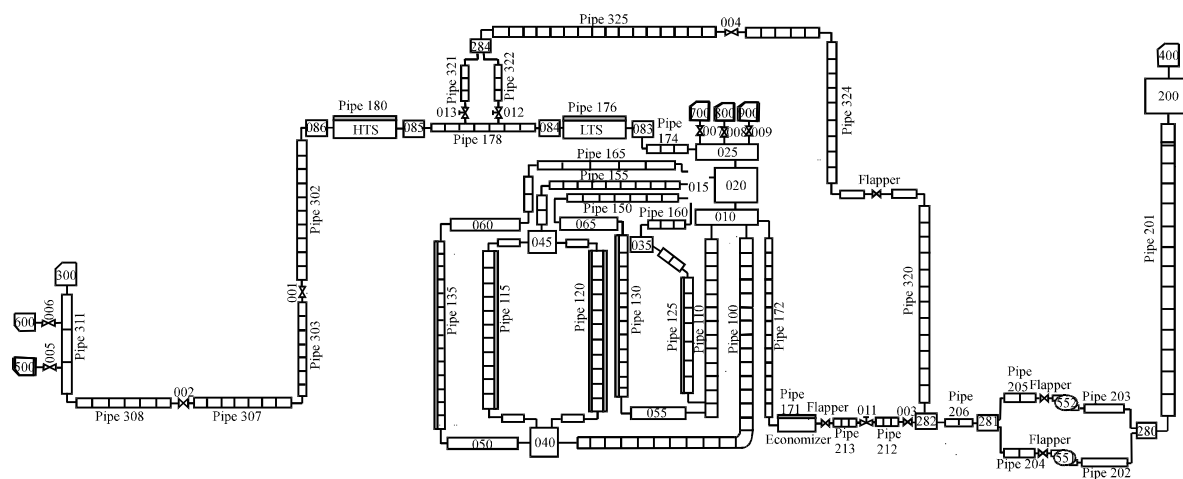 Pipe 325
004
284
400
Pipe 321
Pipe 322
200
Pipe 180
Pipe 176
700
800
900
Pipe 324
013
012
086
HTS
085
084
LTS
083
007
008
009
Pipe 178
Pipe 174
025
Pipe 165
Pipe 155
015
020
Flapper
Pipe 302
Pipe 150
Pipe 160
010
060
065
045
035
Pipe 201
300
Pipe 320
001
006
600
Pipe 311
Pipe 135
Pipe 115
Pipe 120
Pipe 130
Pipe 125
Pipe 110
Pipe 100
Pipe 172
Pipe 303
005
500
002
Pipe 308
Pipe 307
Pipe
205
Flapper
552
Pipe 203
055
Pipe
171
Flapper
011
003
Pipe
206
050
040
Economizer
Pipe
213
Pipe
212
282
281
280
Flapper
Pipe 204
551
Pipe 202